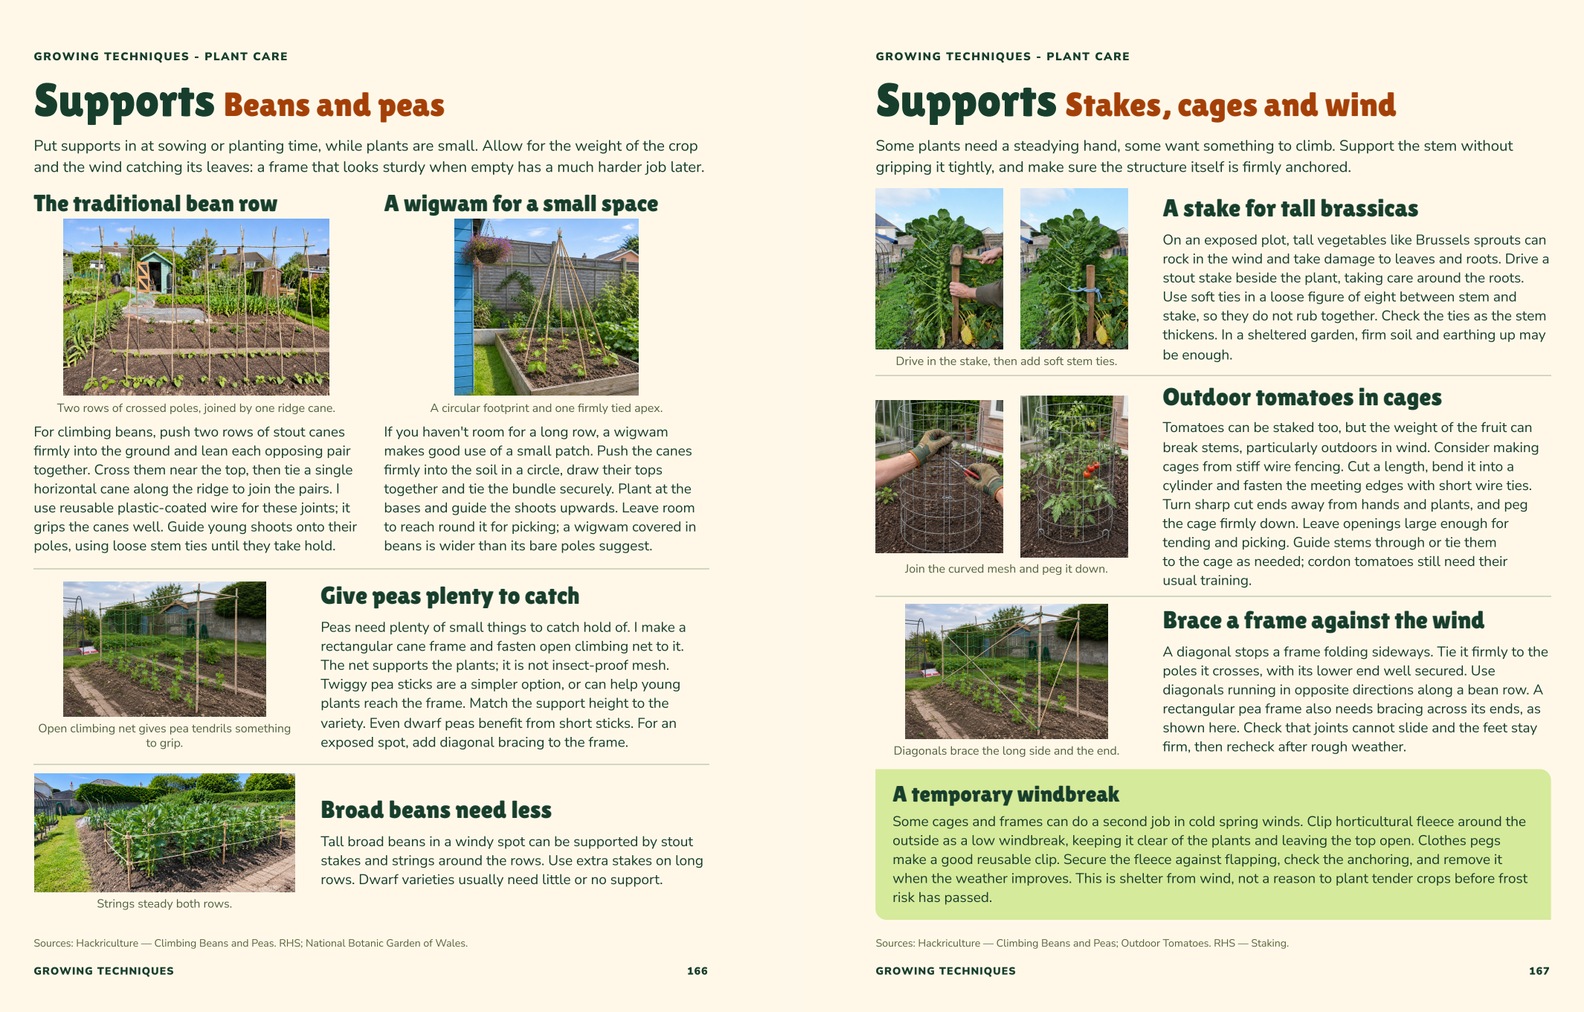 GROWING TECHNIQUES - PLANT CARE
Supports Beans and peas
Put supports in at sowing or planting time, while plants are small. Allow for the weight of the crop
and the wind catching its leaves: a frame that looks sturdy when empty has a much harder job later.
The traditional bean row
Two rows of crossed poles, joined by one ridge cane.
For climbing beans, push two rows of stout canes
firmly into the ground and lean each opposing pair
together. Cross them near the top, then tie a single
horizontal cane along the ridge to join the pairs. I
use reusable plastic-coated wire for these joints; it
grips the canes well. Guide young shoots onto their
poles, using loose stem ties until they take hold.
A wigwam for a small space
A circular footprint and one firmly tied apex.
If you haven't room for a long row, a wigwam
makes good use of a small patch. Push the canes
firmly into the soil in a circle, draw their tops
together and tie the bundle securely. Plant at the
bases and guide the shoots upwards. Leave room
to reach round it for picking; a wigwam covered in
beans is wider than its bare poles suggest.
Open climbing net gives pea tendrils something
to grip.
Give peas plenty to catch
Peas need plenty of small things to catch hold of. I make a
rectangular cane frame and fasten open climbing net to it.
The net supports the plants; it is not insect-proof mesh.
Twiggy pea sticks are a simpler option, or can help young
plants reach the frame. Match the support height to the
variety. Even dwarf peas benefit from short sticks. For an
exposed spot, add diagonal bracing to the frame.
Strings steady both rows.
Broad beans need less
Tall broad beans in a windy spot can be supported by stout
stakes and strings around the rows. Use extra stakes on long
rows. Dwarf varieties usually need little or no support.
Sources: Hackriculture — Climbing Beans and Peas. RHS; National Botanic Garden of Wales.
GROWING TECHNIQUES
166
GROWING TECHNIQUES - PLANT CARE
Supports Stakes, cages and wind
Some plants need a steadying hand, some want something to climb. Support the stem without
gripping it tightly, and make sure the structure itself is firmly anchored.
Drive in the stake, then add soft stem ties.
A stake for tall brassicas
On an exposed plot, tall vegetables like Brussels sprouts can
rock in the wind and take damage to leaves and roots. Drive a
stout stake beside the plant, taking care around the roots.
Use soft ties in a loose figure of eight between stem and
stake, so they do not rub together. Check the ties as the stem
thickens. In a sheltered garden, firm soil and earthing up may
be enough.
Join the curved mesh and peg it down.
Outdoor tomatoes in cages
Tomatoes can be staked too, but the weight of the fruit can
break stems, particularly outdoors in wind. Consider making
cages from stiff wire fencing. Cut a length, bend it into a
cylinder and fasten the meeting edges with short wire ties.
Turn sharp cut ends away from hands and plants, and peg
the cage firmly down. Leave openings large enough for
tending and picking. Guide stems through or tie them
to the cage as needed; cordon tomatoes still need their
usual training.
Diagonals brace the long side and the end.
Brace a frame against the wind
A diagonal stops a frame folding sideways. Tie it firmly to the
poles it crosses, with its lower end well secured. Use
diagonals running in opposite directions along a bean row. A
rectangular pea frame also needs bracing across its ends, as
shown here. Check that joints cannot slide and the feet stay
firm, then recheck after rough weather.
A temporary windbreak
Some cages and frames can do a second job in cold spring winds. Clip horticultural fleece around the
outside as a low windbreak, keeping it clear of the plants and leaving the top open. Clothes pegs
make a good reusable clip. Secure the fleece against flapping, check the anchoring, and remove it
when the weather improves. This is shelter from wind, not a reason to plant tender crops before frost
risk has passed.
Sources: Hackriculture — Climbing Beans and Peas; Outdoor Tomatoes. RHS — Staking.
GROWING TECHNIQUES
167